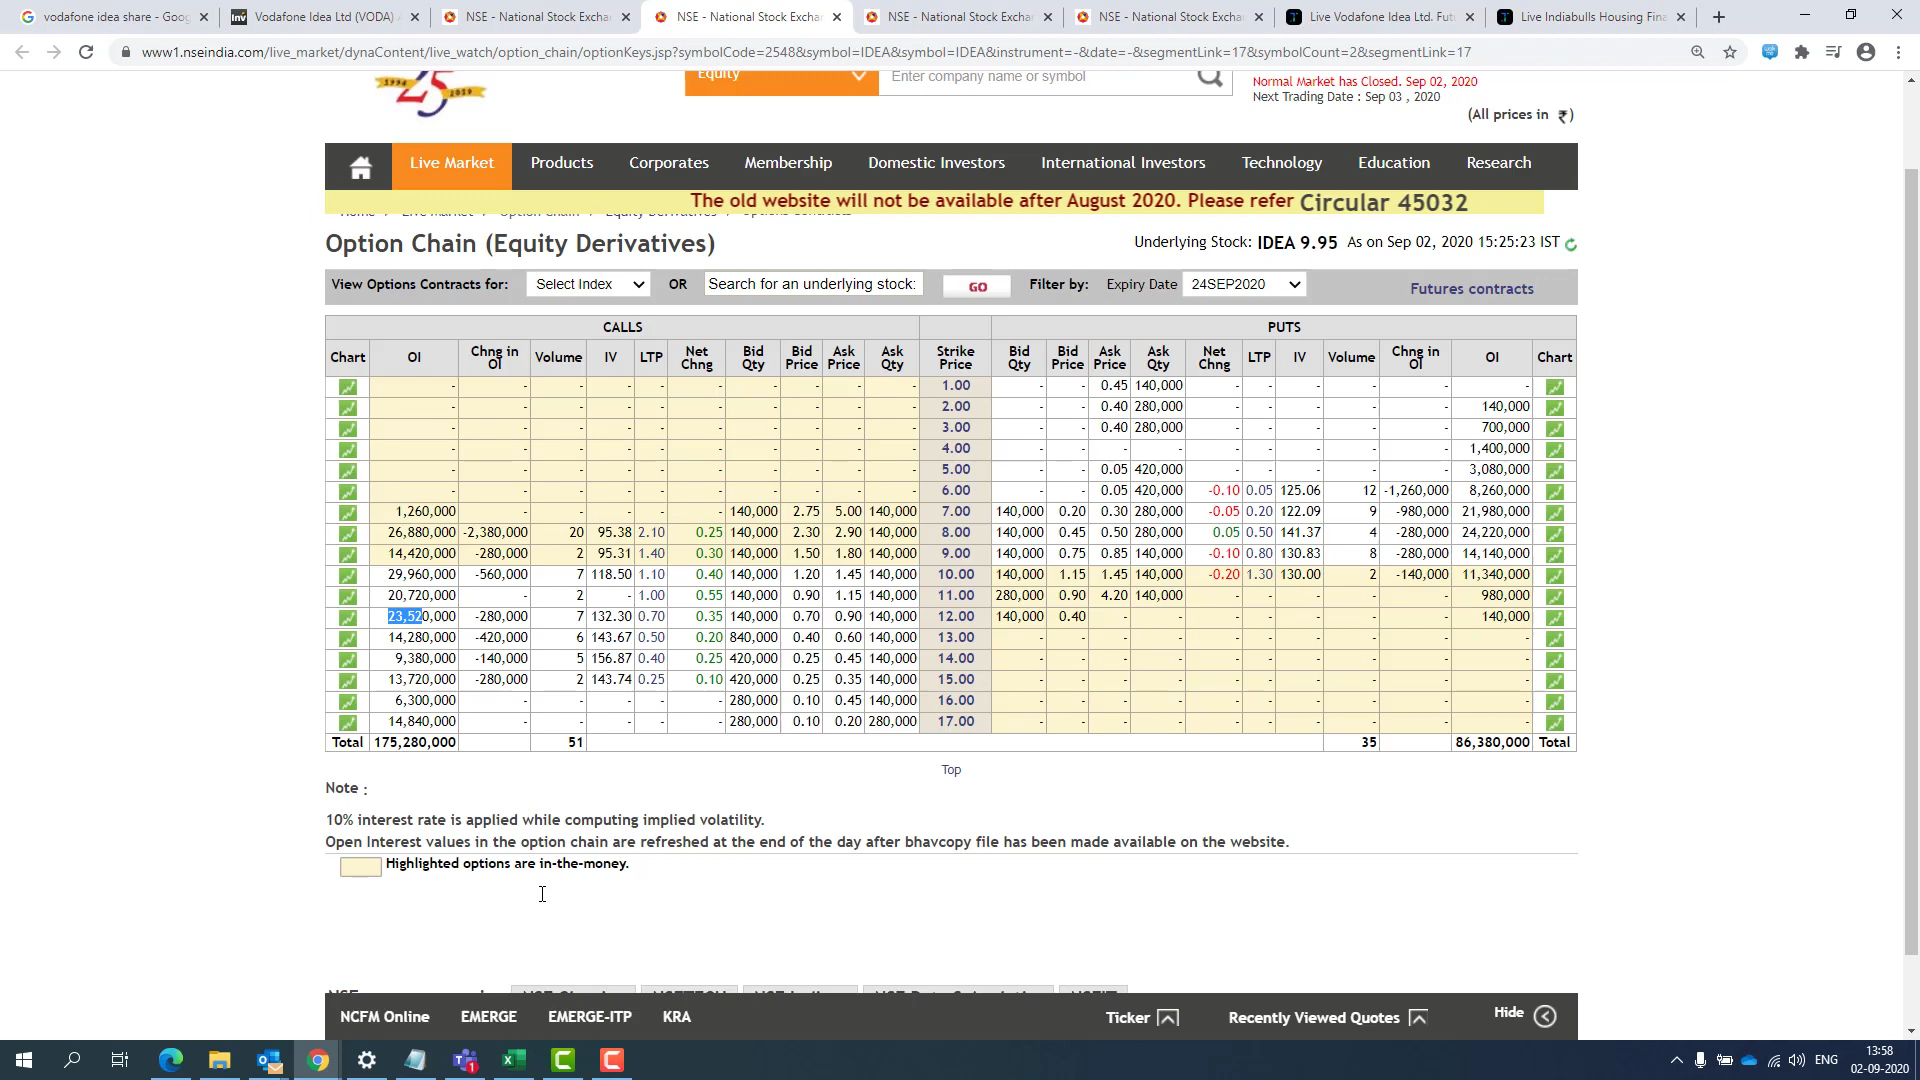 vodafone idea share - Goog
Vodafone Idea Ltd (VODA)
NSE - National Stock Exchan
NSE - National Stock Exchan
NSE - National Stock Exchan
NSE - National Stock Exchan
Live Vodafone Idea Ltd. Fut
Live Indiabulls Housing Fina
www1.nseindia.com/live_market/dynaContent/live_watch/option_chain/optionKeys.jsp?symbolCode=2548&symbol=IDEA&symbol=IDEA&instrument=-&date=-&segmentLink=17&symbolCount=2&segmentLink=17
1994 25 2019
Equity
Enter company name or symbol
Normal Market has Closed. Sep 02, 2020
Next Trading Date : Sep 03 , 2020
(All prices in ₹)
Live Market Products Corporates Membership Domestic Investors International Investors Technology Education Research
The old website will not be available after August 2020. Please refer Circular 45032
Option Chain (Equity Derivatives)
Underlying Stock: IDEA 9.95 As on Sep 02, 2020 15:25:23 IST
View Options Contracts for: Select Index OR Search for an underlying stock: GO Filter by: Expiry Date 24SEP2020 Futures contracts
CALLS PUTS
Chart OI Chng in OI Volume IV LTP Net Chng Bid Qty Bid Price Ask Price Ask Qty Strike Price Bid Qty Bid Price Ask Price Ask Qty Net Chng LTP IV Volume Chng in OI OI Chart
- - - - - - - - - - 1.00 - - 0.45 140,000 - - - - - -
- - - - - - - - - - 2.00 - - 0.40 280,000 - - - - - 140,000
- - - - - - - - - - 3.00 - - 0.40 280,000 - - - - - 700,000
- - - - - - - - - - 4.00 - - - - - - - - - 1,400,000
- - - - - - - - - - 5.00 - - 0.05 420,000 - - - - - 3,080,000
- - - - - - - - - - 6.00 - - 0.05 420,000 -0.10 0.05 125.06 12 -1,260,000 8,260,000
1,260,000 - - - - - 140,000 2.75 5.00 140,000 7.00 140,000 0.20 0.30 280,000 -0.05 0.20 122.09 9 -980,000 21,980,000
26,880,000 -2,380,000 20 95.38 2.10 0.25 140,000 2.30 2.90 140,000 8.00 140,000 0.45 0.50 280,000 0.05 0.50 141.37 4 -280,000 24,220,000
14,420,000 -280,000 2 95.31 1.40 0.30 140,000 1.50 1.80 140,000 9.00 140,000 0.75 0.85 140,000 -0.10 0.80 130.83 8 -280,000 14,140,000
29,960,000 -560,000 7 118.50 1.10 0.40 140,000 1.20 1.45 140,000 10.00 140,000 1.15 1.45 140,000 -0.20 1.30 130.00 2 -140,000 11,340,000
20,720,000 - 2 - 1.00 0.55 140,000 0.90 1.15 140,000 11.00 280,000 0.90 4.20 140,000 - - - - - 980,000
23,520,000 -280,000 7 132.30 0.70 0.35 140,000 0.70 0.90 140,000 12.00 140,000 0.40 - - - - - - - 140,000
14,280,000 -420,000 6 143.67 0.50 0.20 840,000 0.40 0.60 140,000 13.00 - - - - - - - - - -
9,380,000 -140,000 5 156.87 0.40 0.25 420,000 0.25 0.45 140,000 14.00 - - - - - - - - - -
13,720,000 -280,000 2 143.74 0.25 0.10 420,000 0.25 0.35 140,000 15.00 - - - - - - - - - -
6,300,000 - - - - - 280,000 0.10 0.45 140,000 16.00 - - - - - - - - - -
14,840,000 - - - - - 280,000 0.10 0.20 280,000 17.00 - - - - - - - - - -
Total 175,280,000 51 35 86,380,000 Total
Top
Note :
10% interest rate is applied while computing implied volatility.
Open Interest values in the option chain are refreshed at the end of the day after bhavcopy file has been made available on the website.
Highlighted options are in-the-money.
NCFM Online EMERGE EMERGE-ITP KRA Ticker Recently Viewed Quotes Hide
ENG
13:58
02-09-2020